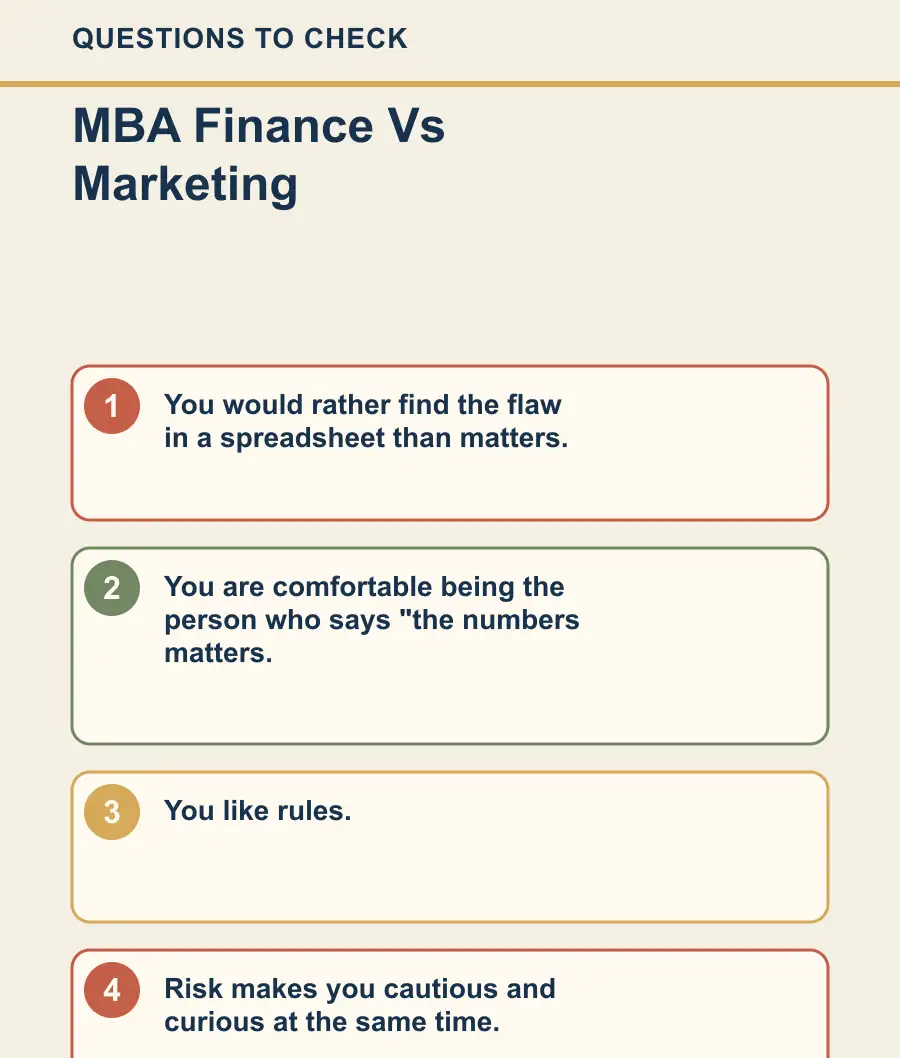 QUESTIONS TO CHECK
MBA Finance Vs
Marketing
1
You would rather find the flaw
in a spreadsheet than matters.
2
You are comfortable being the
person who says "the numbers
matters.
3
You like rules.
4
Risk makes you cautious and
curious at the same time.